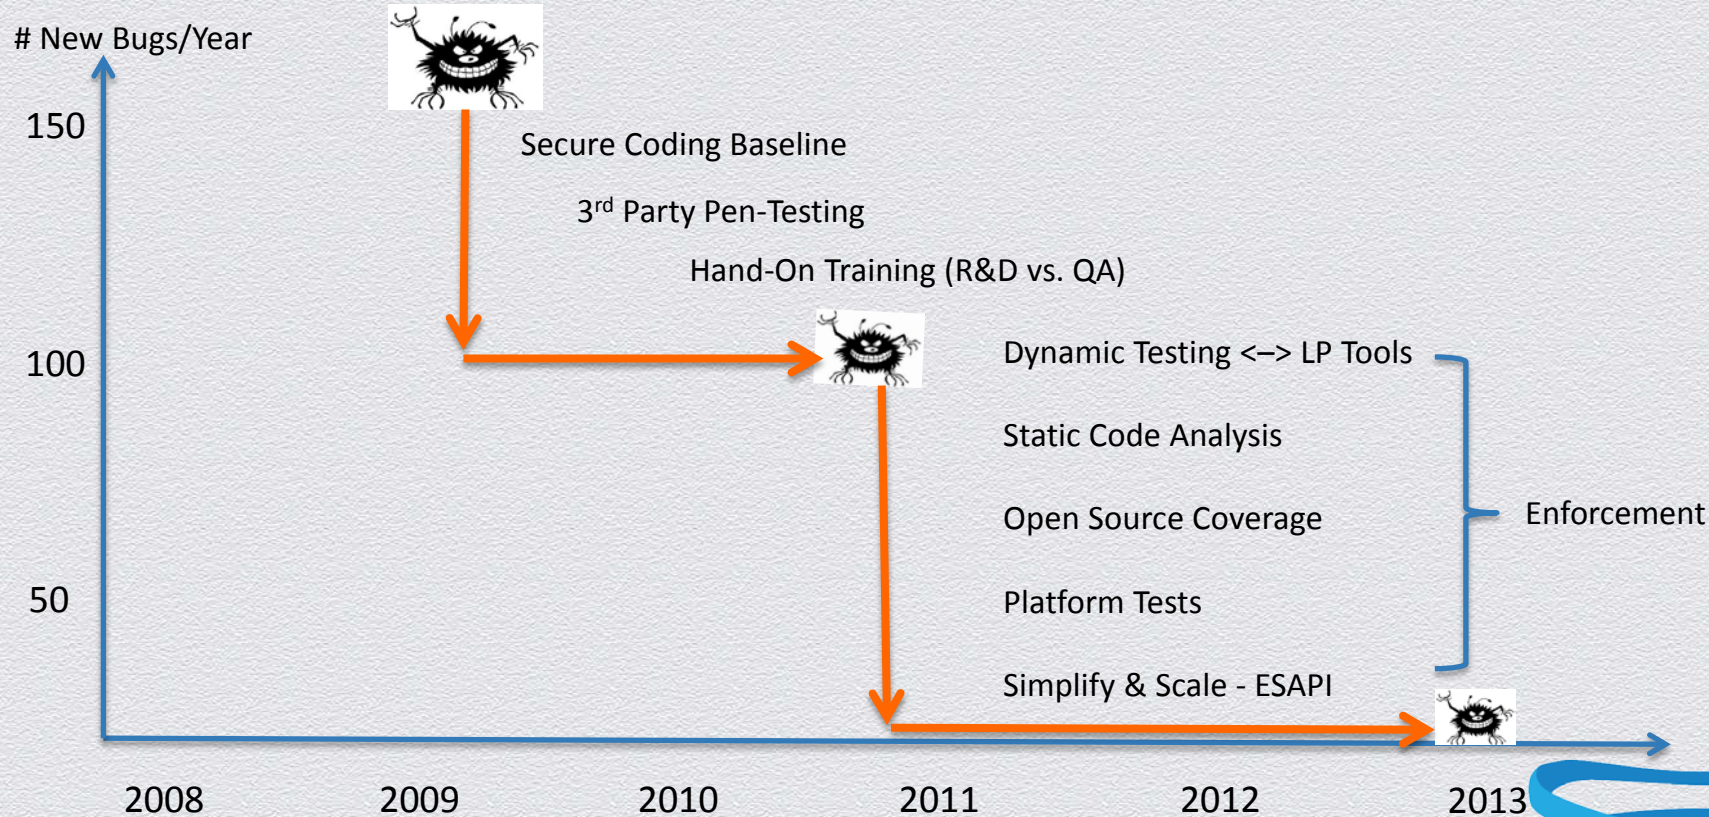 # New Bugs/Year
150
Secure Coding Baseline
3rd Party Pen-Testing
Hand-On Training (R&D vs. QA)
100
Dynamic Testing <–> LP Tools
Static Code Analysis
Open Source Coverage
Enforcement
50
Platform Tests
Simplify & Scale - ESAPI
2008 2009 2010 2011 2012 2013